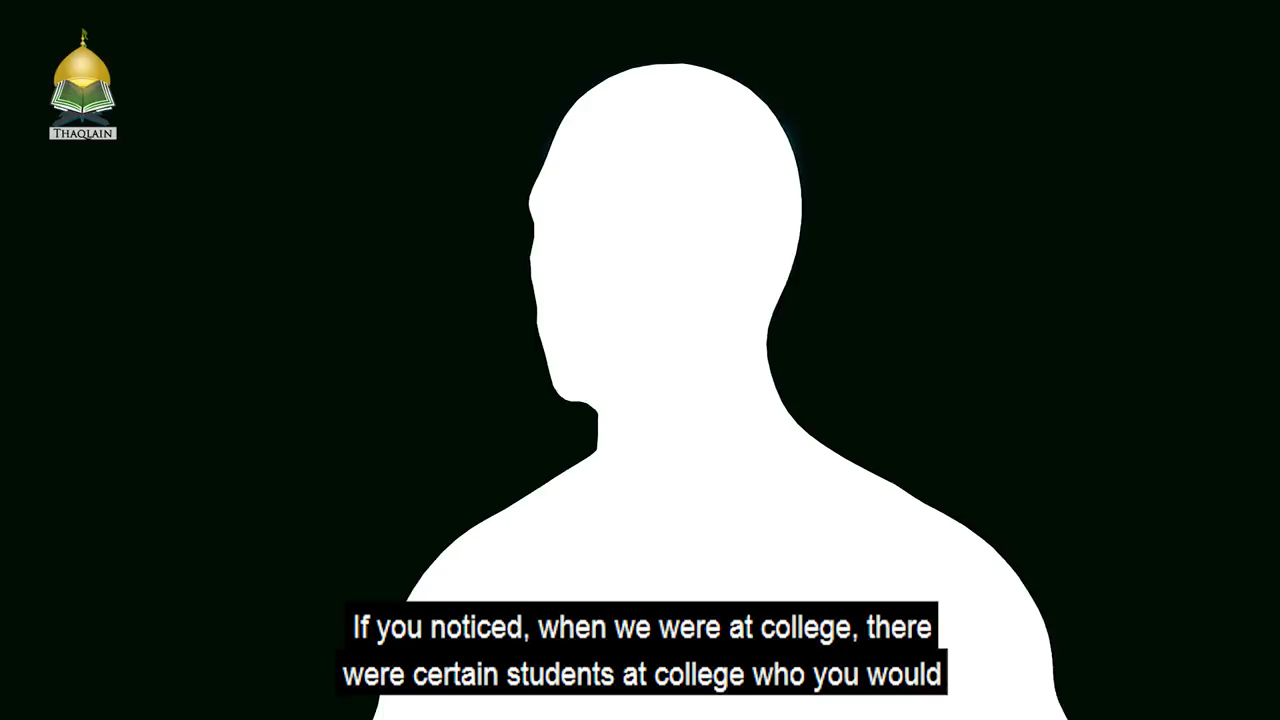 THAQLAIN
If you noticed, when we were at college, there
were certain students at college who you would